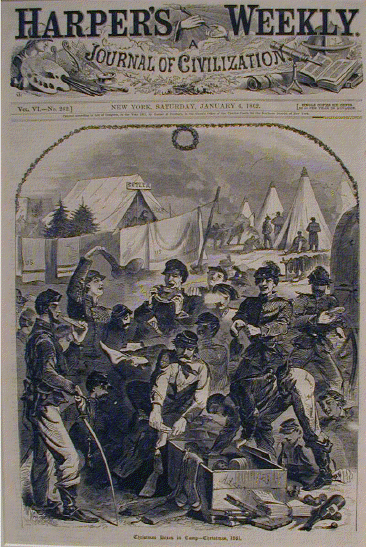 HARPER'S WEEKLY.
A
JOURNAL OF CIVILIZATION
VOL. VI.—No. 262.]
NEW YORK, SATURDAY, JANUARY 4, 1862.
SUTLER
US
Christmas Boxes in Camp—Christmas, 1861.